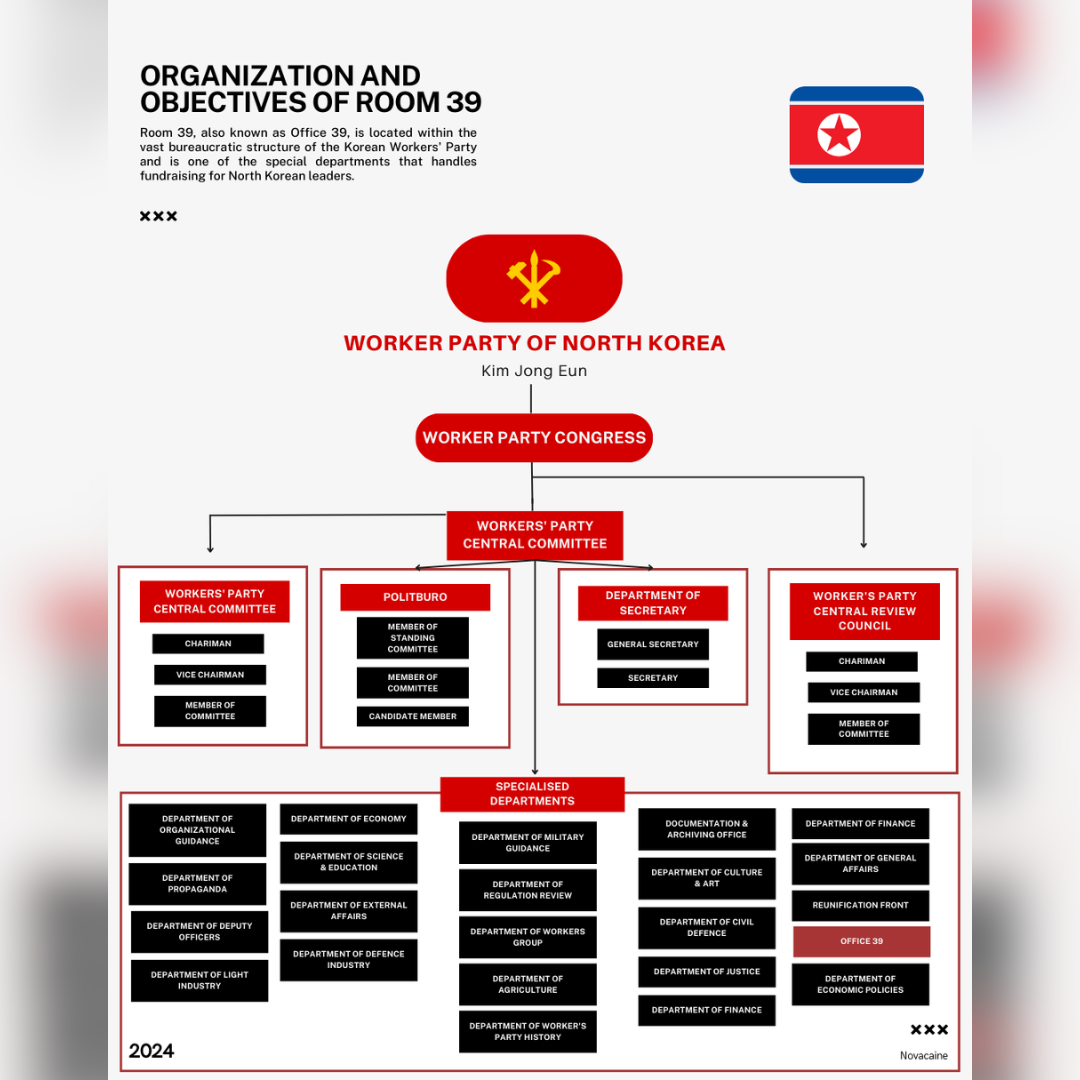 ORGANIZATION AND
OBJECTIVES OF ROOM 39
Room 39, also known as Office 39, is located within the
vast bureaucratic structure of the Korean Workers' Party
and is one of the special departments that handles
fundraising for North Korean leaders.
WORKER PARTY OF NORTH KOREA
Kim Jong Eun
WORKER PARTY CONGRESS
WORKERS' PARTY
CENTRAL COMMITTEE
WORKERS' PARTY
CENTRAL COMMITTEE
CHARIMAN
VICE CHAIRMAN
MEMBER OF
COMMITTEE
POLITBURO
MEMBER OF
STANDING
COMMITTEE
MEMBER OF
COMMITTEE
CANDIDATE MEMBER
DEPARTMENT OF
SECRETARY
GENERAL SECRETARY
SECRETARY
WORKER'S PARTY
CENTRAL REVIEW
COUNCIL
CHARIMAN
VICE CHAIRMAN
MEMBER OF
COMMITTEE
SPECIALISED
DEPARTMENTS
DEPARTMENT OF
ORGANIZATIONAL
GUIDANCE
DEPARTMENT OF
PROPAGANDA
DEPARTMENT OF DEPUTY
OFFICERS
DEPARTMENT OF LIGHT
INDUSTRY
DEPARTMENT OF ECONOMY
DEPARTMENT OF SCIENCE
& EDUCATION
DEPARTMENT OF EXTERNAL
AFFAIRS
DEPARTMENT OF DEFENCE
INDUSTRY
DEPARTMENT OF MILITARY
GUIDANCE
DEPARTMENT OF
REGULATION REVIEW
DEPARTMENT OF WORKERS
GROUP
DEPARTMENT OF
AGRICULTURE
DEPARTMENT OF WORKER'S
PARTY HISTORY
DOCUMENTATION &
ARCHIVING OFFICE
DEPARTMENT OF CULTURE
& ART
DEPARTMENT OF CIVIL
DEFENCE
DEPARTMENT OF JUSTICE
DEPARTMENT OF FINANCE
DEPARTMENT OF FINANCE
DEPARTMENT OF GENERAL
AFFAIRS
REUNIFICATION FRONT
OFFICE 39
DEPARTMENT OF
ECONOMIC POLICIES
2024
Novacaine